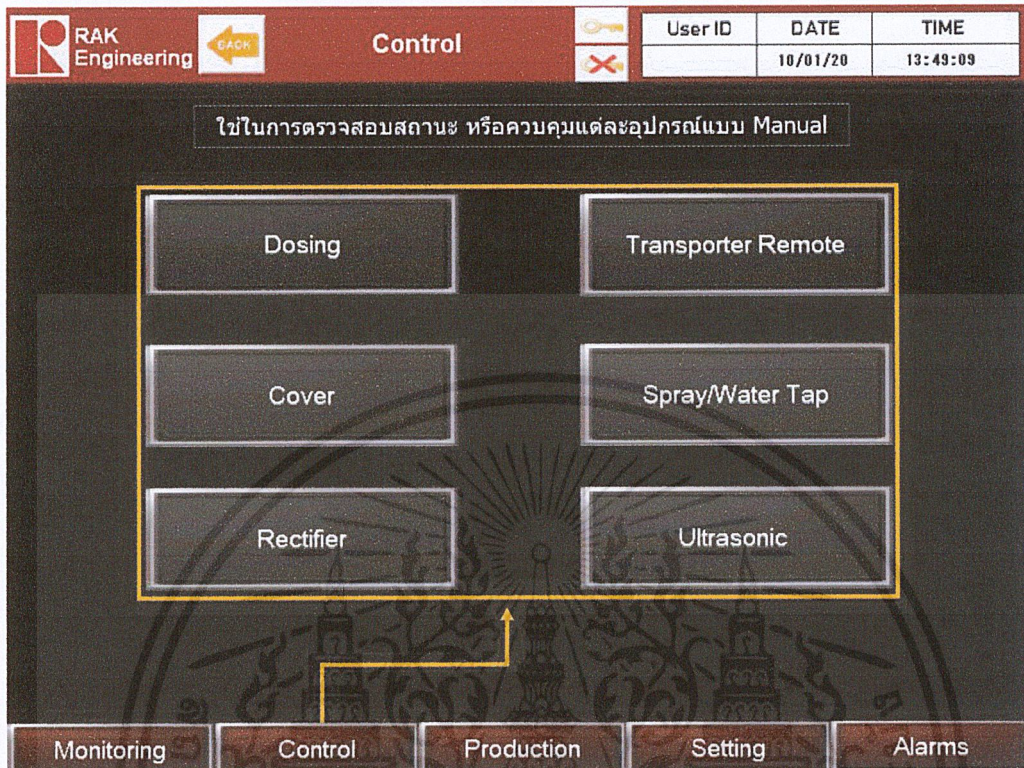 RAK
Engineering
BACK
Control
User ID
DATE
TIME
10/01/20
13:49:09
ใช้ในการตรวจสอบสถานะ หรือควบคุมแต่ละอุปกรณ์แบบ Manual
Dosing
Transporter Remote
Cover
Spray/Water Tap
Rectifier
Ultrasonic
Monitoring
Control
Production
Setting
Alarms